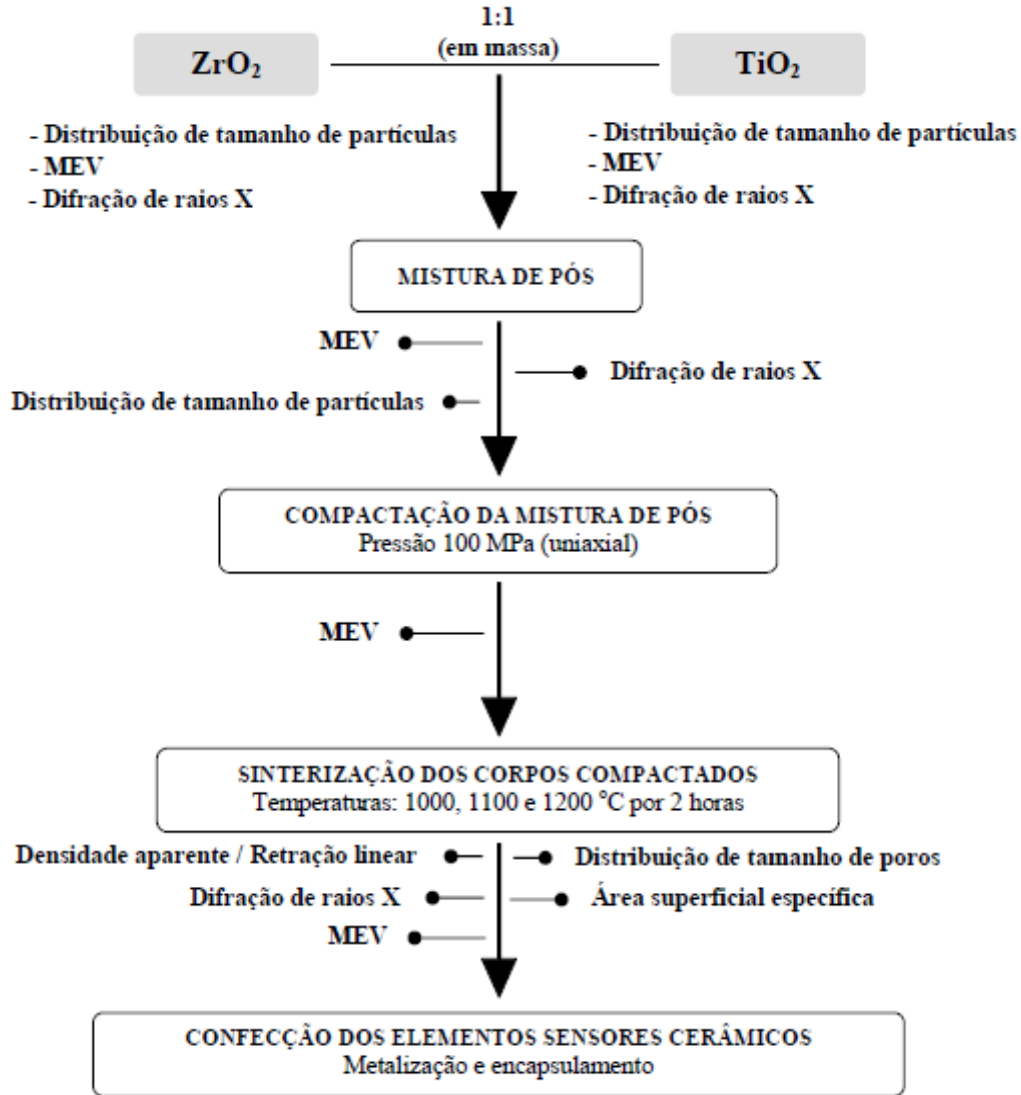 1:1
(em massa)
ZrO₂
TiO₂
- Distribuição de tamanho de partículas
- MEV
- Difração de raios X
- Distribuição de tamanho de partículas
- MEV
- Difração de raios X
MISTURA DE PÓS
MEV
Difração de raios X
Distribuição de tamanho de partículas
COMPACTAÇÃO DA MISTURA DE PÓS
Pressão 100 MPa (uniaxial)
MEV
SINTERIZAÇÃO DOS CORPOS COMPACTADOS
Temperaturas: 1000, 1100 e 1200 °C por 2 horas
Densidade aparente / Retração linear
Distribuição de tamanho de poros
Difração de raios X
Área superficial específica
MEV
CONFECÇÃO DOS ELEMENTOS SENSORES CERÂMICOS
Metalização e encapsulamento